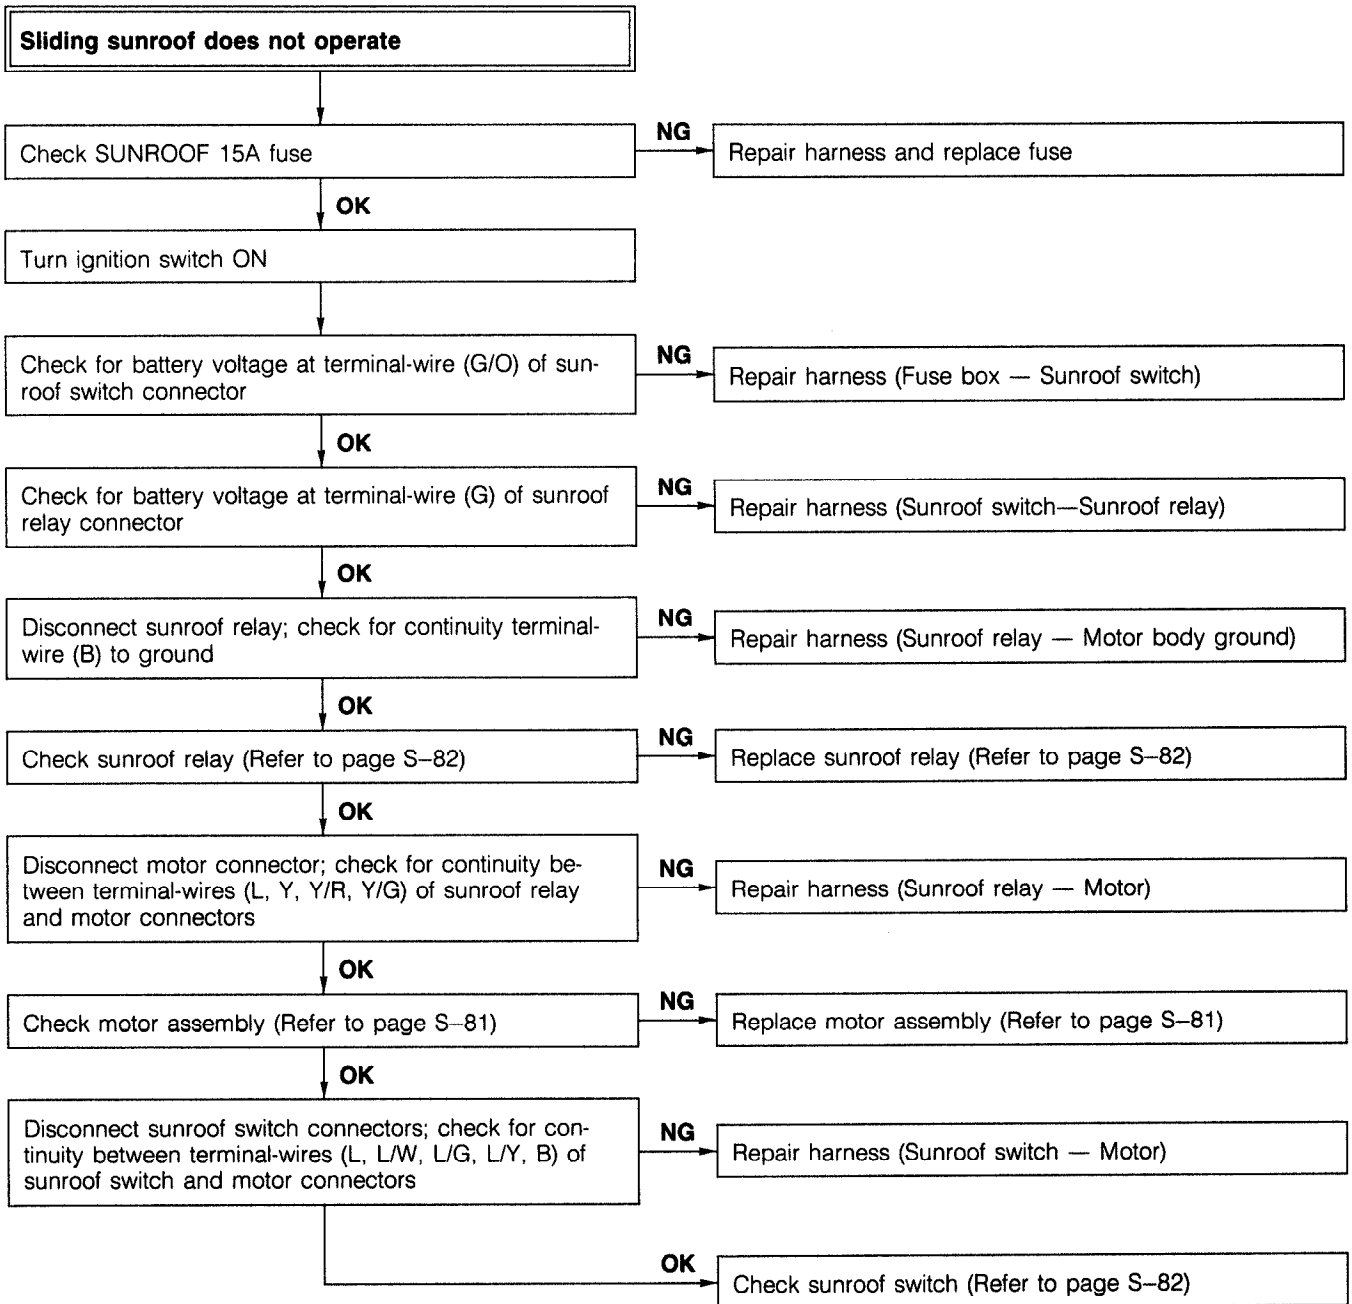 Sliding sunroof does not operate
Check SUNROOF 15A fuse
NG
Repair harness and replace fuse
OK
Turn ignition switch ON
Check for battery voltage at terminal-wire (G/O) of sun-
roof switch connector
NG
Repair harness (Fuse box — Sunroof switch)
OK
Check for battery voltage at terminal-wire (G) of sunroof
relay connector
NG
Repair harness (Sunroof switch—Sunroof relay)
OK
Disconnect sunroof relay; check for continuity terminal-
wire (B) to ground
NG
Repair harness (Sunroof relay — Motor body ground)
OK
Check sunroof relay (Refer to page S–82)
NG
Replace sunroof relay (Refer to page S–82)
OK
Disconnect motor connector; check for continuity be-
tween terminal-wires (L, Y, Y/R, Y/G) of sunroof relay
and motor connectors
NG
Repair harness (Sunroof relay — Motor)
OK
Check motor assembly (Refer to page S–81)
NG
Replace motor assembly (Refer to page S–81)
OK
Disconnect sunroof switch connectors; check for con-
tinuity between terminal-wires (L, L/W, L/G, L/Y, B) of
sunroof switch and motor connectors
NG
Repair harness (Sunroof switch — Motor)
OK
Check sunroof switch (Refer to page S–82)